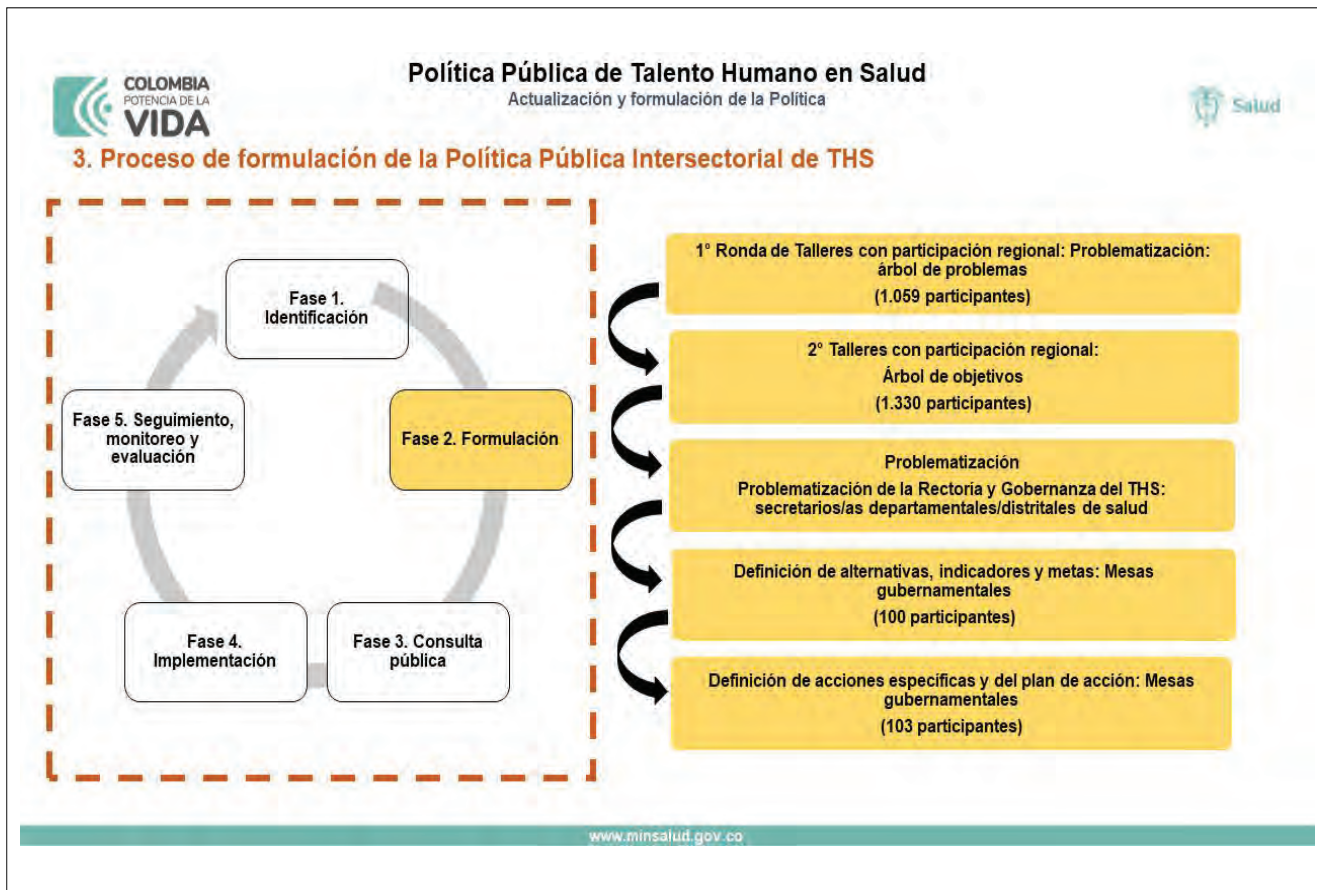 COLOMBIA
POTENCIA DE LA
VIDA
Política Pública de Talento Humano en Salud
Actualización y formulación de la Política
Salud
3. Proceso de formulación de la Política Pública Intersectorial de THS
Fase 1.
Identificación
Fase 2. Formulación
Fase 3. Consulta
pública
Fase 4.
Implementación
Fase 5. Seguimiento,
monitoreo y
evaluación
1° Ronda de Talleres con participación regional: Problematización:
árbol de problemas
(1.059 participantes)
2° Talleres con participación regional:
Árbol de objetivos
(1.330 participantes)
Problematización
Problematización de la Rectoría y Gobernanza del THS:
secretarios/as departamentales/distritales de salud
Definición de alternativas, indicadores y metas: Mesas
gubernamentales
(100 participantes)
Definición de acciones específicas y del plan de acción: Mesas
gubernamentales
(103 participantes)
www.minsalud.gov.co